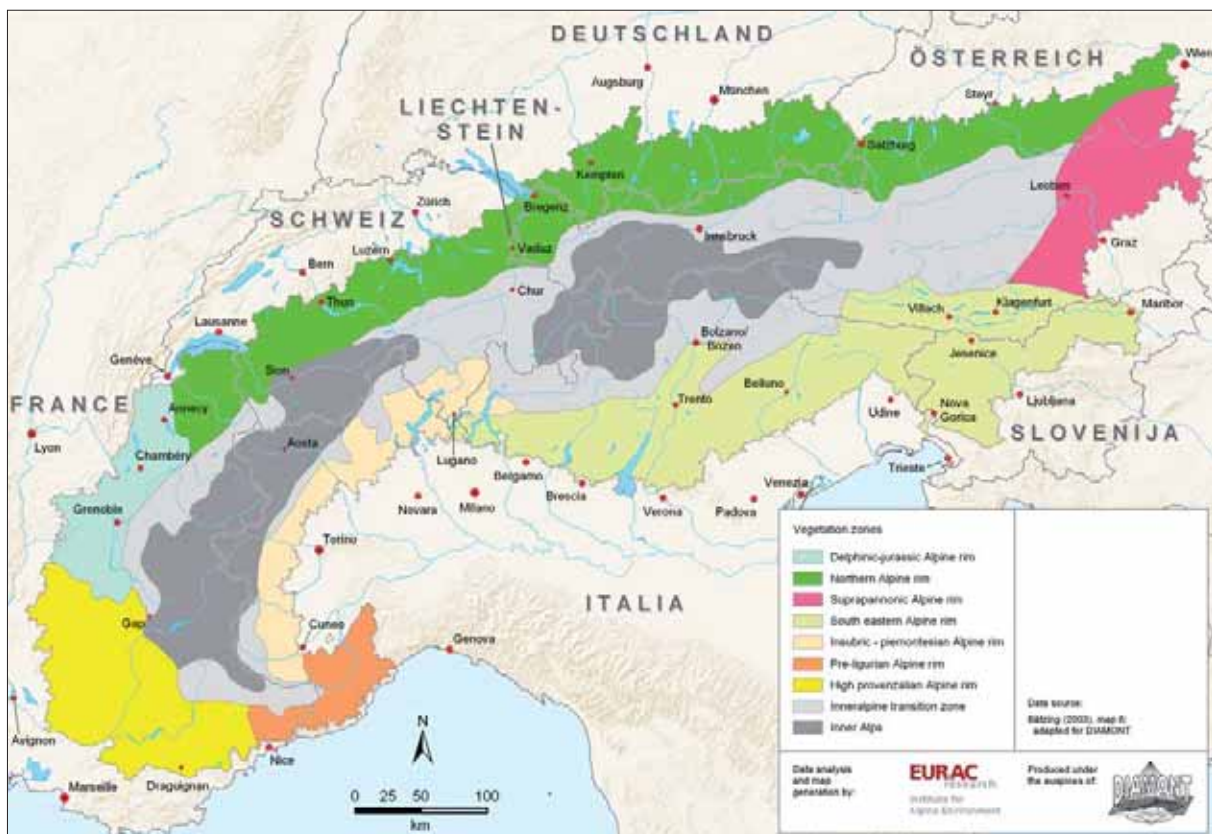 DEUTSCHLAND
ÖSTERREICH
Wien
Augsburg
München
Steyr
LIECHTEN-
STEIN
Salzburg
Kempten
Leoben
Bregenz
Zürich
SCHWEIZ
Innsbruck
Graz
Luzern
Vaduz
Bern
Chur
Thun
Klagenfurt
Villach
Maribor
Lausanne
Bolzano/
Bozen
Jesenice
Genève
Sion
Belluno
FRANCE
Annecy
Trento
Udine
Nova
Gorica
Ljubljana
SLOVENIJA
Lyon
Aosta
Chambéry
Lugano
Bergamo
Trieste
Brescia
Venezia
Novara
Milano
Verona
Padova
Grenoble
Torino
Vegetation zones
Delphinic-jurassic Alpine rim
Northern Alpine rim
Suprapannonic Alpine rim
South eastern Alpine rim
Insubric - piemontesian Alpine rim
Pre-ligurian Alpine rim
High provenzalian Alpine rim
Inneralpine transition zone
Inner Alps
ITALIA
Gap
Cuneo
Genova
Data source:
Bätzing (2003), map 8;
adapted for DIAMONT
Avignon
N
Nice
Marseille
Draguignan
0 25 50 100
km
Data analysis
and map
generation by:
EURAC
research
Institute for
Alpine Environment
Produced under
the auspices of:
DIAMONT